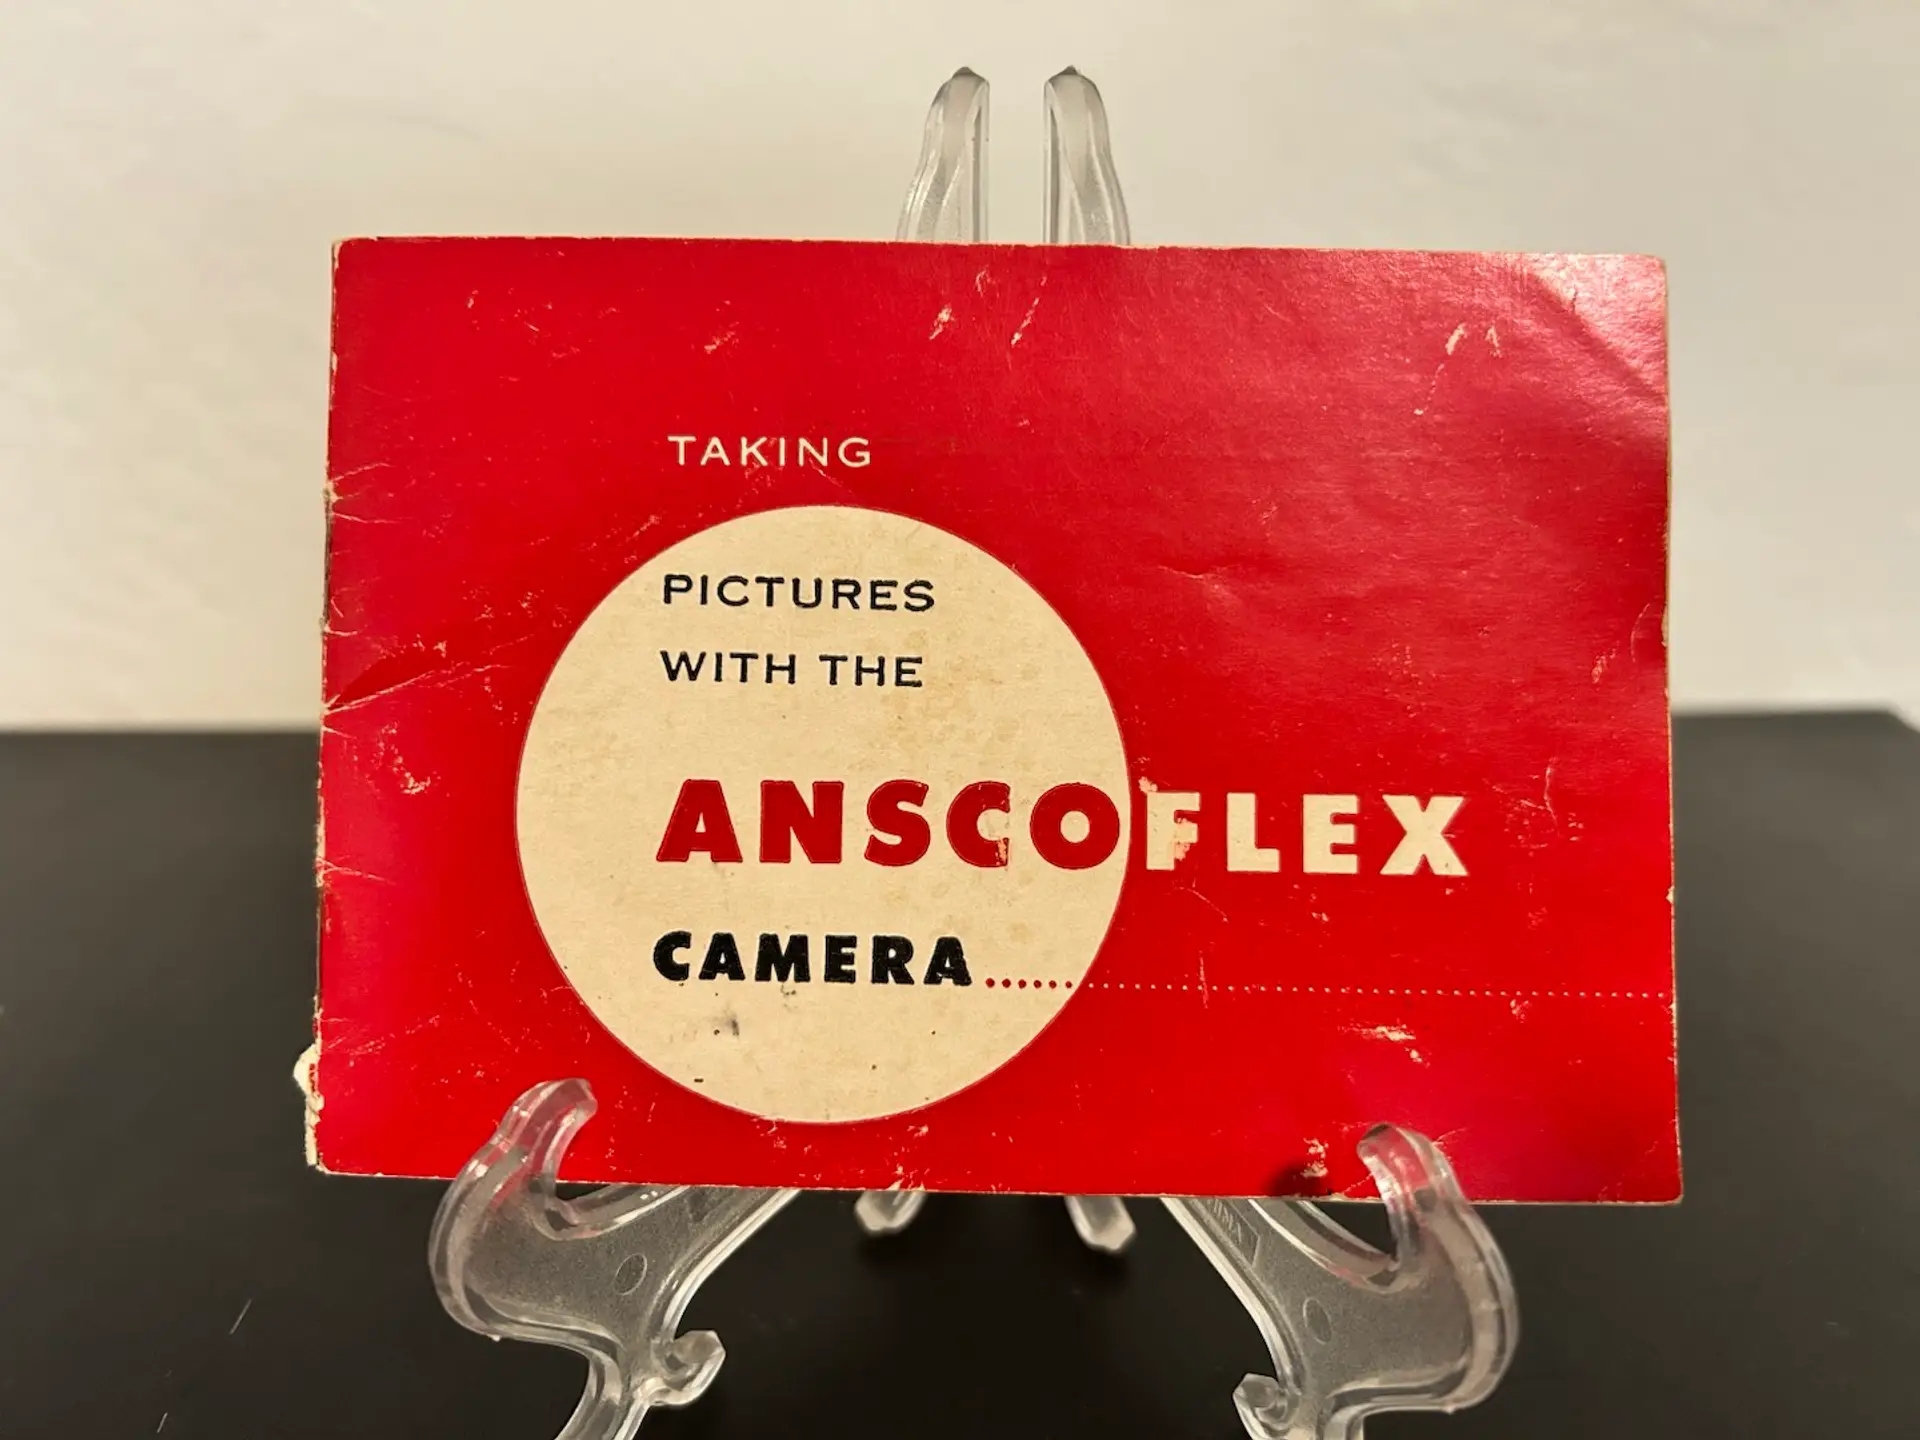 TAKING
PICTURES
WITH THE
ANSCOFLEX
CAMERA..............................................